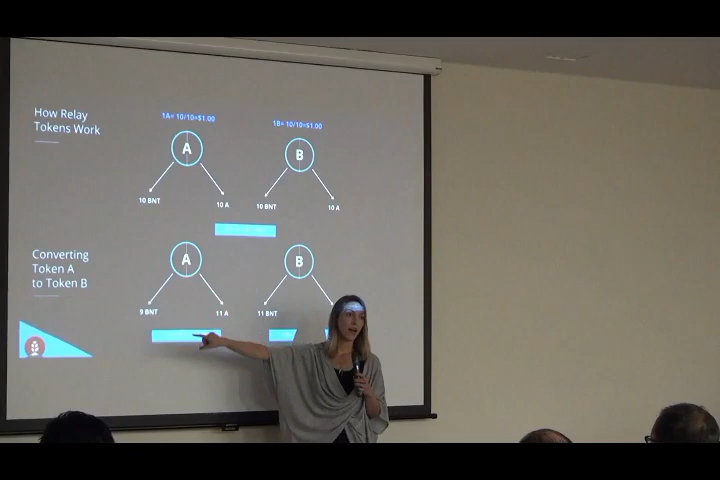 How Relay
Tokens Work
1A= 10/10=$1.00
1B= 10/10=$1.00
A
B
10 BNT
10 A
10 BNT
10 A
Converting
Token A
to Token B
A
B
9 BNT
11 A
11 BNT